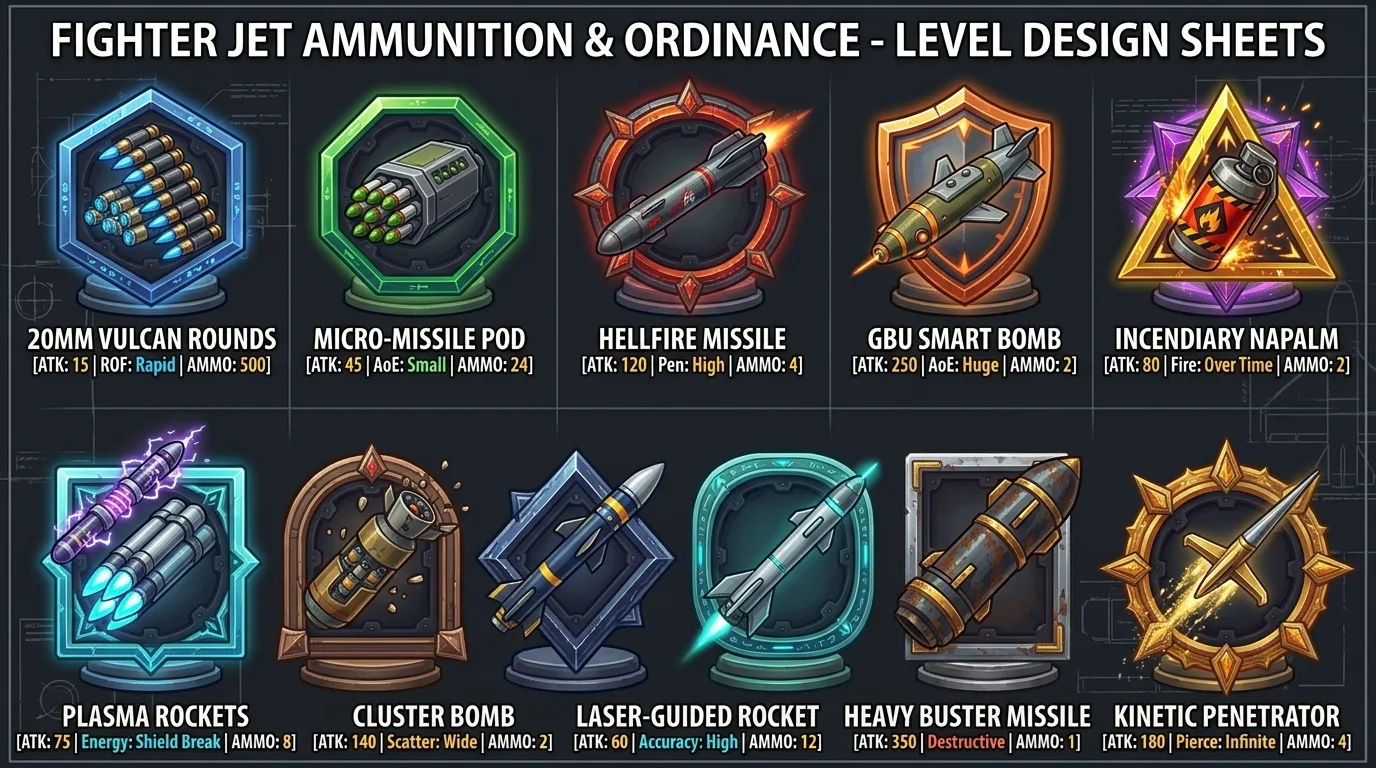 FIGHTER JET AMMUNITION & ORDINANCE - LEVEL DESIGN SHEETS
20MM VULCAN ROUNDS
[ATK: 15 | ROF: Rapid | AMMO: 500]
MICRO-MISSILE POD
[ATK: 45 | AoE: Small | AMMO: 24]
HELLFIRE MISSILE
[ATK: 120 | Pen: High | AMMO: 4]
GBU SMART BOMB
[ATK: 250 | AoE: Huge | AMMO: 2]
INCENDIARY NAPALM
[ATK: 80 | Fire: Over Time | AMMO: 2]
PLASMA ROCKETS
[ATK: 75 | Energy: Shield Break | AMMO: 8]
CLUSTER BOMB
[ATK: 140 | Scatter: Wide | AMMO: 2]
LASER-GUIDED ROCKET
[ATK: 60 | Accuracy: High | AMMO: 12]
HEAVY BUSTER MISSILE
[ATK: 350 | Destructive | AMMO: 1]
KINETIC PENETRATOR
[ATK: 180 | Pierce: Infinite | AMMO: 4]